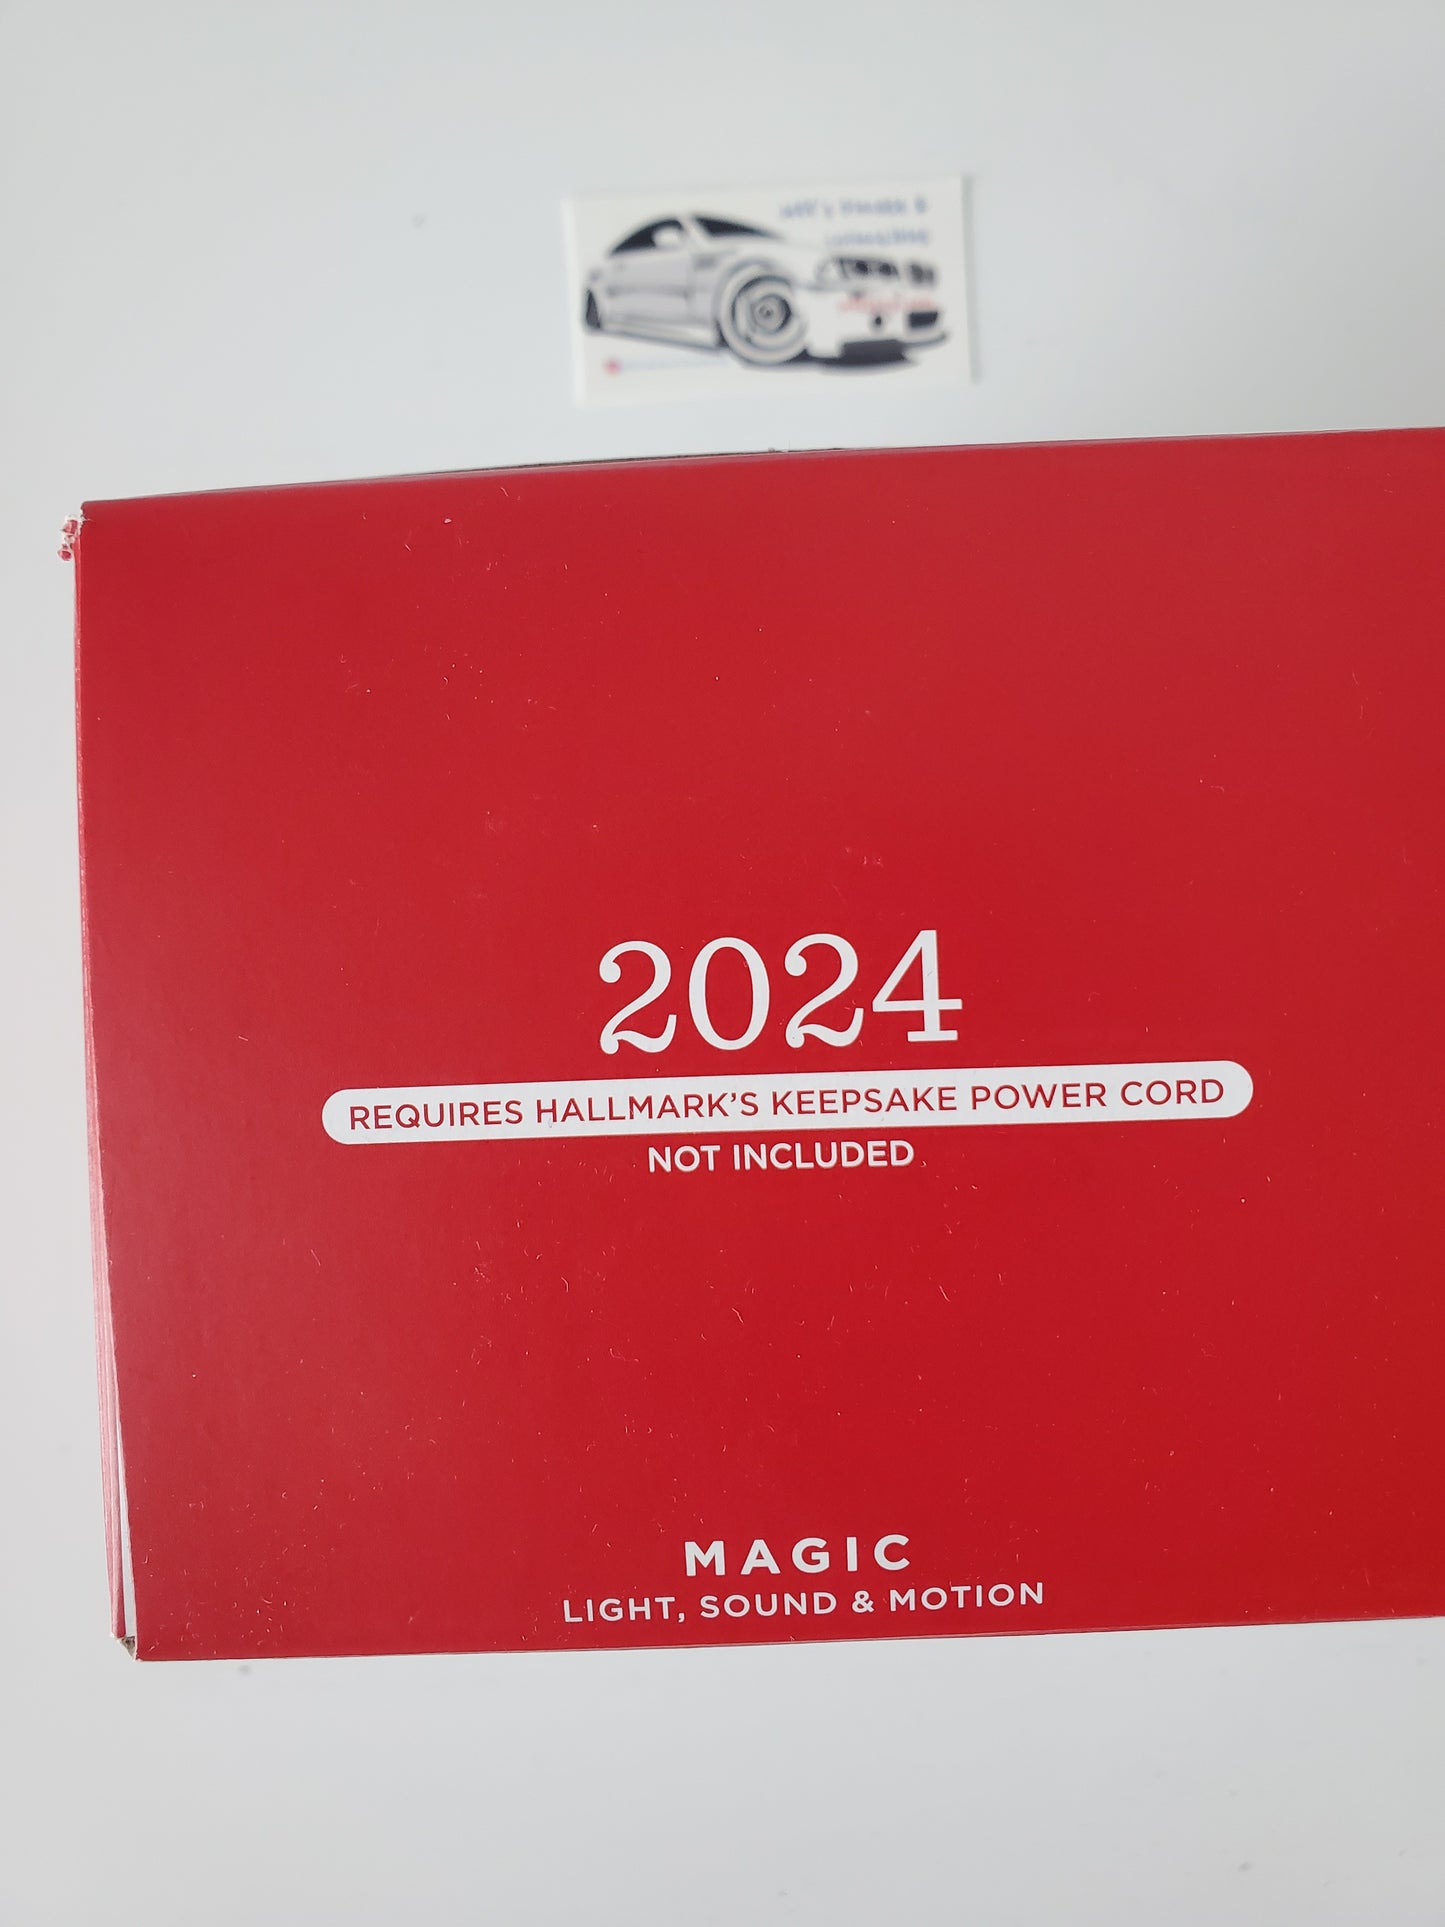 2024
REQUIRES HALLMARK'S KEEPSAKE POWER CORD
NOT INCLUDED
MAGIC
LIGHT, SOUND & MOTION